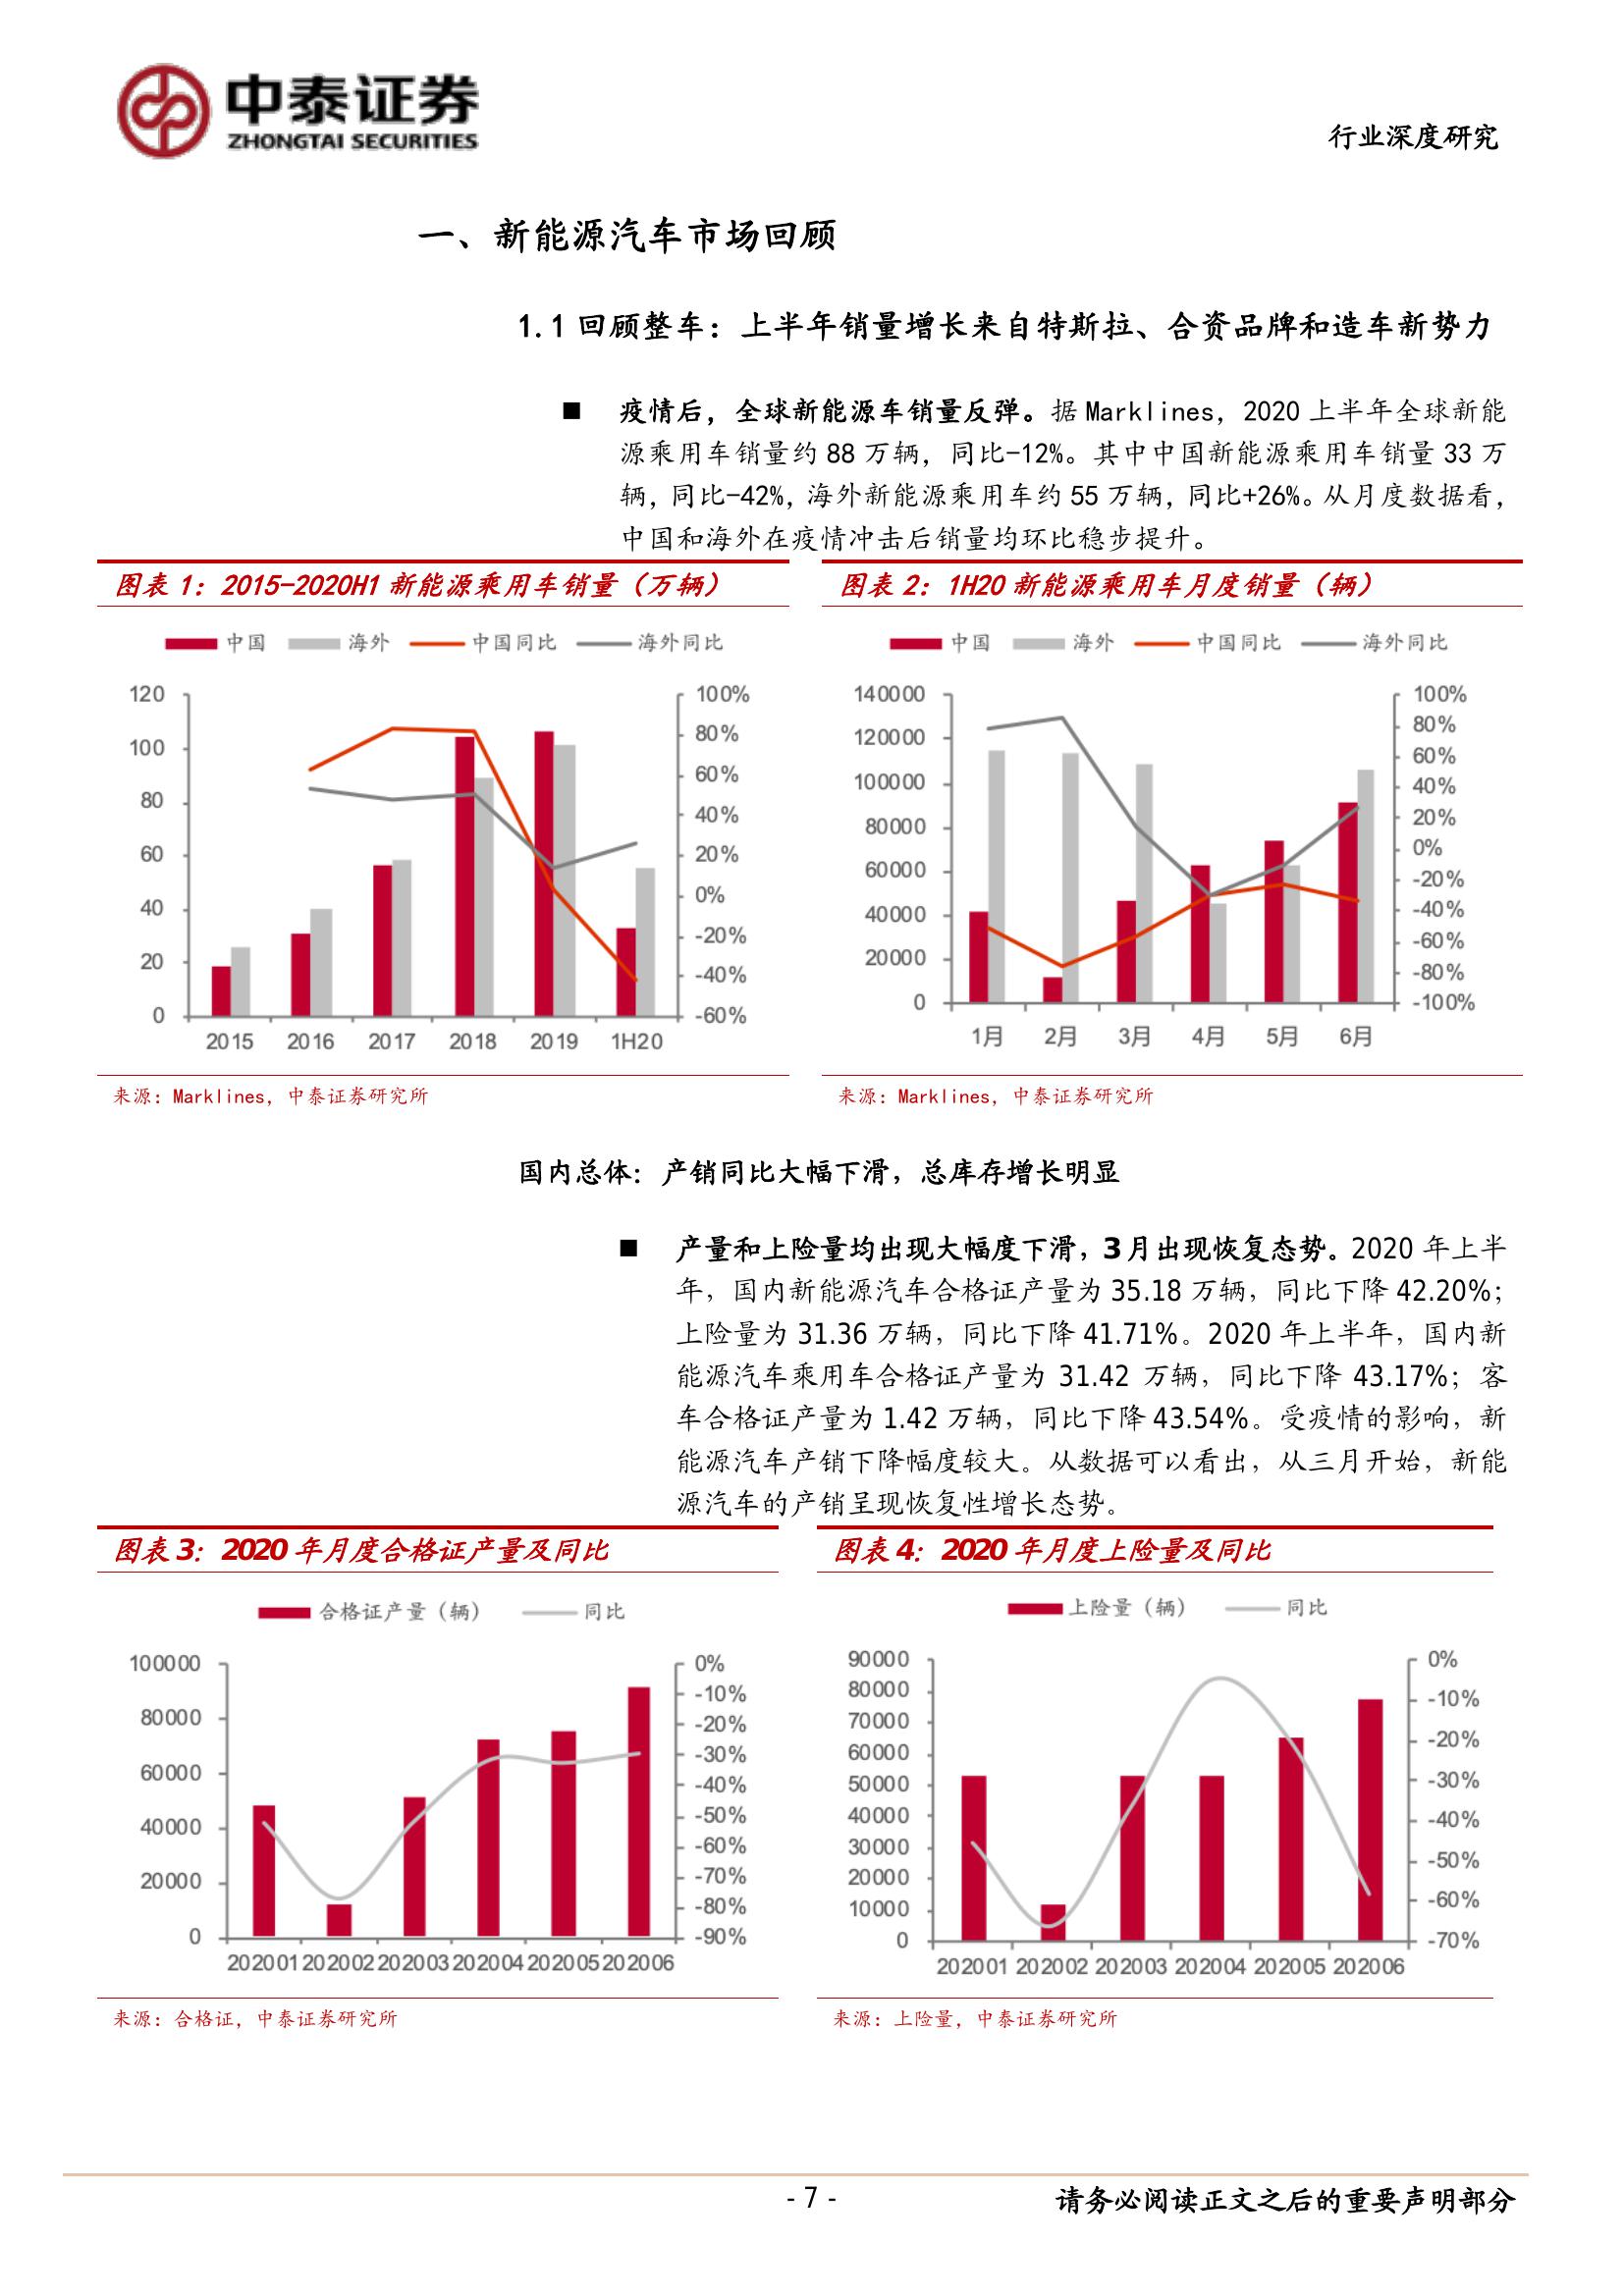 中泰证券
ZHONGTAI SECURITIES
行业深度研究
一、新能源汽车市场回顾
1.1 回顾整车：上半年销量增长来自特斯拉、合资品牌和造车新势力
■ 疫情后，全球新能源车销量反弹。据 Marklines，2020 上半年全球新能
源乘用车销量约 88 万辆，同比-12%。其中中国新能源乘用车销量 33 万
辆，同比-42%，海外新能源乘用车约 55 万辆，同比+26%。从月度数据看，
中国和海外在疫情冲击后销量均环比稳步提升。
图表 1：2015-2020H1 新能源乘用车销量（万辆）
中国 海外 中国同比 海外同比
120
100
80
60
40
20
0
100%
80%
60%
40%
20%
0%
-20%
-40%
-60%
2015 2016 2017 2018 2019 1H20
来源：Marklines，中泰证券研究所
图表 2：1H20 新能源乘用车月度销量（辆）
中国 海外 中国同比 海外同比
140000
120000
100000
80000
60000
40000
20000
0
100%
80%
60%
40%
20%
0%
-20%
-40%
-60%
-80%
-100%
1月 2月 3月 4月 5月 6月
来源：Marklines，中泰证券研究所
国内总体：产销同比大幅下滑，总库存增长明显
■ 产量和上险量均出现大幅度下滑，3 月出现恢复态势。2020 年上半
年，国内新能源汽车合格证产量为 35.18 万辆，同比下降 42.20%；
上险量为 31.36 万辆，同比下降 41.71%。2020 年上半年，国内新
能源汽车乘用车合格证产量为 31.42 万辆，同比下降 43.17%；客
车合格证产量为 1.42 万辆，同比下降 43.54%。受疫情的影响，新
能源汽车产销下降幅度较大。从数据可以看出，从三月开始，新能
源汽车的产销呈现恢复性增长态势。
图表 3：2020 年月度合格证产量及同比
合格证产量（辆） 同比
100000
80000
60000
40000
20000
0
0%
-10%
-20%
-30%
-40%
-50%
-60%
-70%
-80%
-90%
202001 202002 202003 202004 202005 202006
来源：合格证，中泰证券研究所
图表 4：2020 年月度上险量及同比
上险量（辆） 同比
90000
80000
70000
60000
50000
40000
30000
20000
10000
0
0%
-10%
-20%
-30%
-40%
-50%
-60%
-70%
202001 202002 202003 202004 202005 202006
来源：上险量，中泰证券研究所
- 7 -
请务必阅读正文之后的重要声明部分